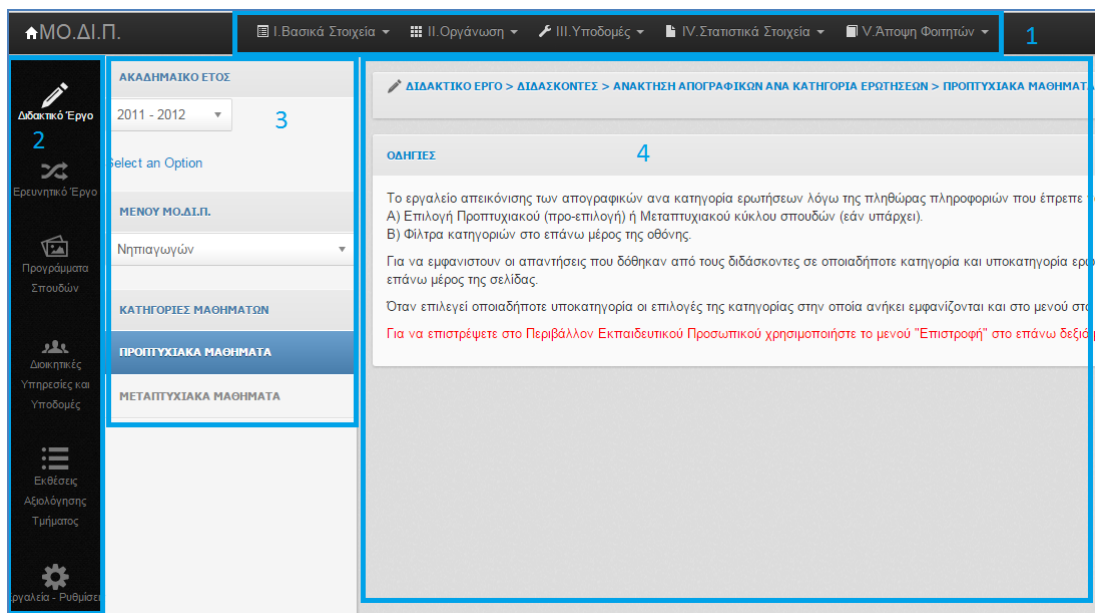 ΜΟ.ΔΙ.Π.
Ι.Βασικά Στοιχεία ΙΙ.Οργάνωση ΙΙΙ.Υποδομές ΙV.Στατιστικά Στοιχεία V.Άποψη Φοιτητών 1
Διδακτικό Έργο
2
Ερευνητικό Έργο
Προγράμματα
Σπουδών
Διοικητικές
Υπηρεσίες και
Υποδομές
Εκθέσεις
Αξιολόγησης
Τμήματος
Εργαλεία - Ρυθμίσει
ΑΚΑΔΗΜΑΙΚΟ ΕΤΟΣ
2011 - 2012
3
Select an Option
ΜΕΝΟΥ ΜΟ.ΔΙ.Π.
Νηπιαγωγών
ΚΑΤΗΓΟΡΙΕΣ ΜΑΘΗΜΑΤΩΝ
ΠΡΟΠΤΥΧΙΑΚΑ ΜΑΘΗΜΑΤΑ
ΜΕΤΑΠΤΥΧΙΑΚΑ ΜΑΘΗΜΑΤΑ
ΔΙΔΑΚΤΙΚΟ ΕΡΓΟ > ΔΙΔΑΣΚΟΝΤΕΣ > ΑΝΑΚΤΗΣΗ ΑΠΟΓΡΑΦΙΚΩΝ ΑΝΑ ΚΑΤΗΓΟΡΙΑ ΕΡΩΤΗΣΕΩΝ > ΠΡΟΠΤΥΧΙΑΚΑ ΜΑΘΗΜΑΤ
ΟΔΗΓΙΕΣ
4
Το εργαλείο απεικόνισης των απογραφικών ανα κατηγορία ερωτήσεων λόγω της πληθώρας πληροφοριών που έπρεπε
Α) Επιλογή Προπτυχιακού (προ-επιλογή) ή Μεταπτυχιακού κύκλου σπουδών (εάν υπάρχει).
Β) Φίλτρα κατηγοριών στο επάνω μέρος της οθόνης.
Για να εμφανιστουν οι απαντήσεις που δόθηκαν από τους διδάσκοντες σε οποιαδήποτε κατηγορία και υποκατηγορία ερω
επάνω μέρος της σελίδας.
Όταν επιλεγεί οποιαδήποτε υποκατηγορία οι επιλογές της κατηγορίας στην οποία ανήκει εμφανίζονται και στο μενού στα
Για να επιστρέψετε στο Περιβάλλον Εκπαιδευτικού Προσωπικού χρησιμοποιήστε το μενού "Επιστροφή" στο επάνω δεξιό